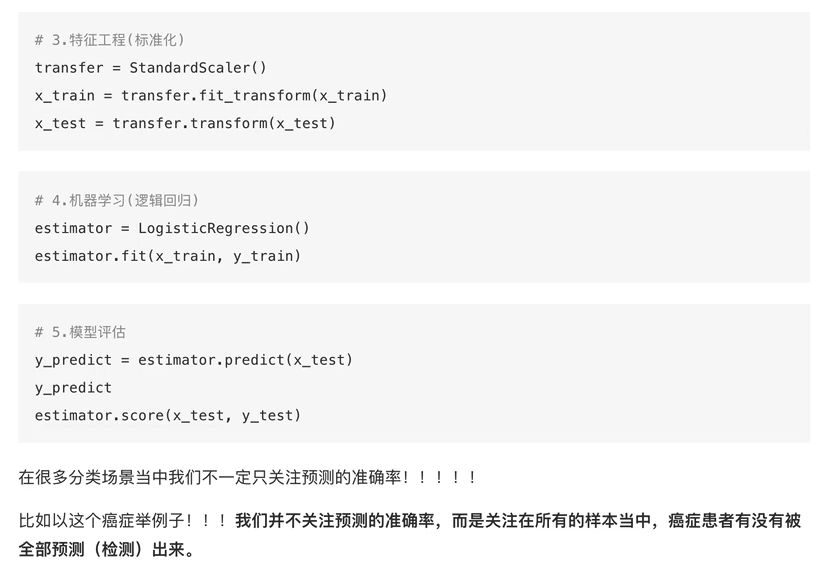 # 3.特征工程(标准化)
transfer = StandardScaler()
x_train = transfer.fit_transform(x_train)
x_test = transfer.transform(x_test)
# 4.机器学习(逻辑回归)
estimator = LogisticRegression()
estimator.fit(x_train, y_train)
# 5.模型评估
y_predict = estimator.predict(x_test)
y_predict
estimator.score(x_test, y_test)
在很多分类场景当中我们不一定只关注预测的准确率！！！！！
比如以这个癌症举例子！！！我们并不关注预测的准确率，而是关注在所有的样本当中，癌症患者有没有被
全部预测（检测）出来。